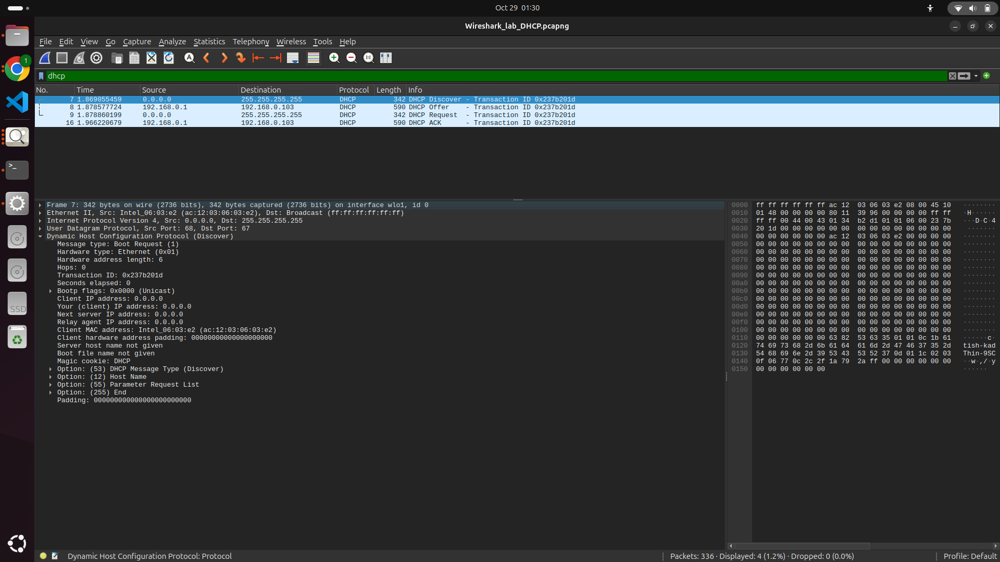 Oct 29 01:30
Wireshark_lab_DHCP.pcapng
File Edit View Go Capture Analyze Statistics Telephony Wireless Tools Help
dhcp
No. Time Source Destination Protocol Length Info
7 1.869055459 0.0.0.0 255.255.255.255 DHCP 342 DHCP Discover - Transaction ID 0x237b201d
8 1.878577724 192.168.0.1 192.168.0.103 DHCP 590 DHCP Offer - Transaction ID 0x237b201d
9 1.878860199 0.0.0.0 255.255.255.255 DHCP 342 DHCP Request - Transaction ID 0x237b201d
16 1.966220679 192.168.0.1 192.168.0.103 DHCP 590 DHCP ACK - Transaction ID 0x237b201d
Frame 7: 342 bytes on wire (2736 bits), 342 bytes captured (2736 bits) on interface wlo1, id 0
Ethernet II, Src: Intel_06:03:e2 (ac:12:03:06:03:e2), Dst: Broadcast (ff:ff:ff:ff:ff:ff)
Internet Protocol Version 4, Src: 0.0.0.0, Dst: 255.255.255.255
User Datagram Protocol, Src Port: 68, Dst Port: 67
Dynamic Host Configuration Protocol (Discover)
Message type: Boot Request (1)
Hardware type: Ethernet (0x01)
Hardware address length: 6
Hops: 0
Transaction ID: 0x237b201d
Seconds elapsed: 0
Bootp flags: 0x0000 (Unicast)
Client IP address: 0.0.0.0
Your (client) IP address: 0.0.0.0
Next server IP address: 0.0.0.0
Relay agent IP address: 0.0.0.0
Client MAC address: Intel_06:03:e2 (ac:12:03:06:03:e2)
Client hardware address padding: 00000000000000000000
Server host name not given
Boot file name not given
Magic cookie: DHCP
Option: (53) DHCP Message Type (Discover)
Option: (12) Host Name
Option: (55) Parameter Request List
Option: (255) End
Padding: 000000000000000000000000
0000 ff ff ff ff ff ff ac 12 03 06 03 e2 08 00 45 10 ········
0010 01 48 00 00 00 00 80 11 39 96 00 00 00 00 ff ff ·H······
0020 ff ff 00 44 00 43 01 34 b2 d1 01 01 06 00 23 7b ···D·C·4
0030 20 1d 00 00 00 00 00 00 00 00 00 00 00 00 00 00 ·······
0040 00 00 00 00 00 00 ac 12 03 06 03 e2 00 00 00 00 ········
0050 00 00 00 00 00 00 00 00 00 00 00 00 00 00 00 00 ········
0060 00 00 00 00 00 00 00 00 00 00 00 00 00 00 00 00 ········
0070 00 00 00 00 00 00 00 00 00 00 00 00 00 00 00 00 ········
0080 00 00 00 00 00 00 00 00 00 00 00 00 00 00 00 00 ········
0090 00 00 00 00 00 00 00 00 00 00 00 00 00 00 00 00 ········
00a0 00 00 00 00 00 00 00 00 00 00 00 00 00 00 00 00 ········
00b0 00 00 00 00 00 00 00 00 00 00 00 00 00 00 00 00 ········
00c0 00 00 00 00 00 00 00 00 00 00 00 00 00 00 00 00 ········
00d0 00 00 00 00 00 00 00 00 00 00 00 00 00 00 00 00 ········
00e0 00 00 00 00 00 00 00 00 00 00 00 00 00 00 00 00 ········
00f0 00 00 00 00 00 00 00 00 00 00 00 00 00 00 00 00 ········
0100 00 00 00 00 00 00 00 00 00 00 00 00 00 00 00 00 ········
0110 00 00 00 00 00 00 63 82 53 63 35 01 01 0c 1b 61 ······c·
0120 74 69 73 68 2d 6b 61 64 61 6d 2d 47 46 37 35 2d tish-kad
0130 54 68 69 6e 2d 39 53 43 53 52 37 0d 01 1c 02 03 Thin-9SC
0140 0f 06 77 0c 2c 2f 1a 79 2a ff 00 00 00 00 00 00 ··w·,/·y
0150 00 00 00 00 00 00 ······
1
>_
SSD
Dynamic Host Configuration Protocol: Protocol
Packets: 336 · Displayed: 4 (1.2%) · Dropped: 0 (0.0%)
Profile: Default